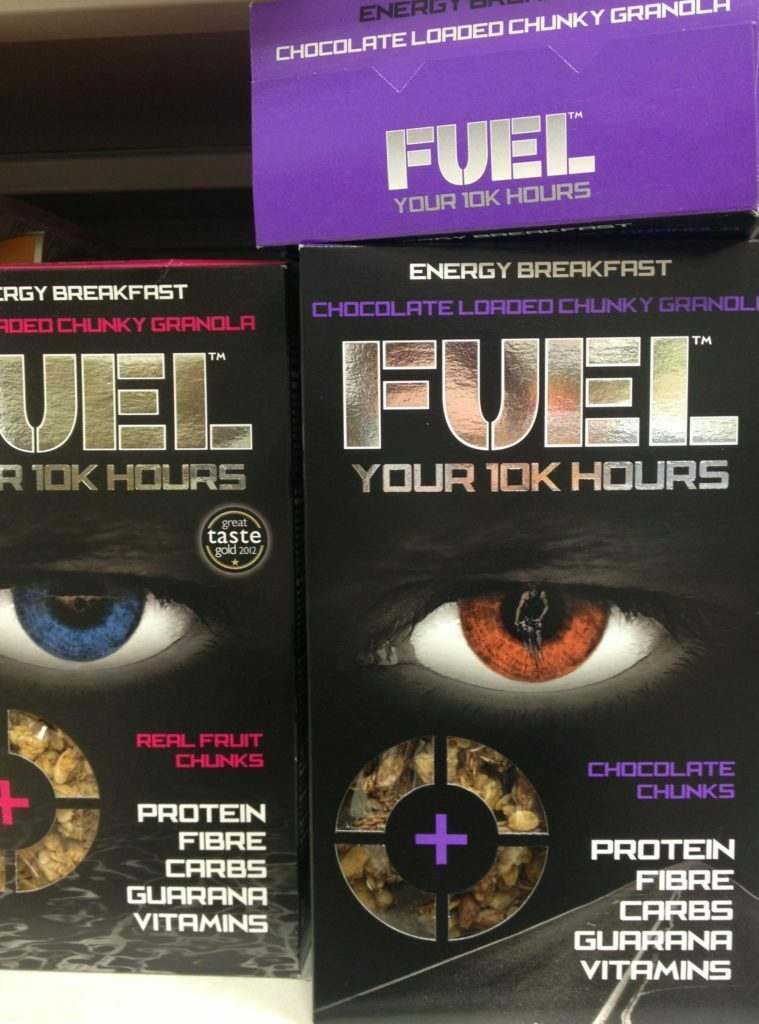 CHOCOLATE LOADED CHUNKY GRANOLA
FUEL™
YOUR 10K HOURS
ERGY BREAKFAST
ADED CHUNKY GRANOLA
UEL™
R 10K HOURS
great
taste
gold 2012
REAL FRUIT
CHUNKS
+
PROTEIN
FIBRE
CARBS
GUARANA
VITAMINS
ENERGY BREAKFAST
CHOCOLATE LOADED CHUNKY GRANOL
FUEL™
YOUR 10K HOURS
CHOCOLATE
CHUNKS
+
PROTEIN
FIBRE
CARBS
GUARANA
VITAMINS